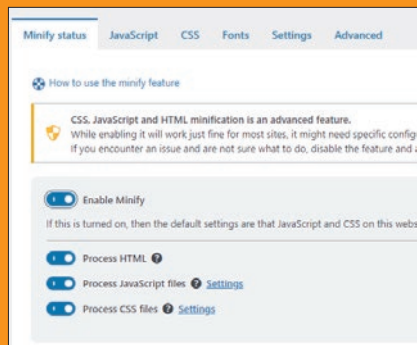 Minify status JavaScript CSS Fonts Settings Advanced
How to use the minify feature
CSS, JavaScript and HTML minification is an advanced feature.
While enabling it will work just fine for most sites, it might need specific config
If you encounter an issue and are not sure what to do, disable the feature and a
Enable Minify
If this is turned on, then the default settings are that JavaScript and CSS on this webs
Process HTML
Process JavaScript files Settings
Process CSS files Settings